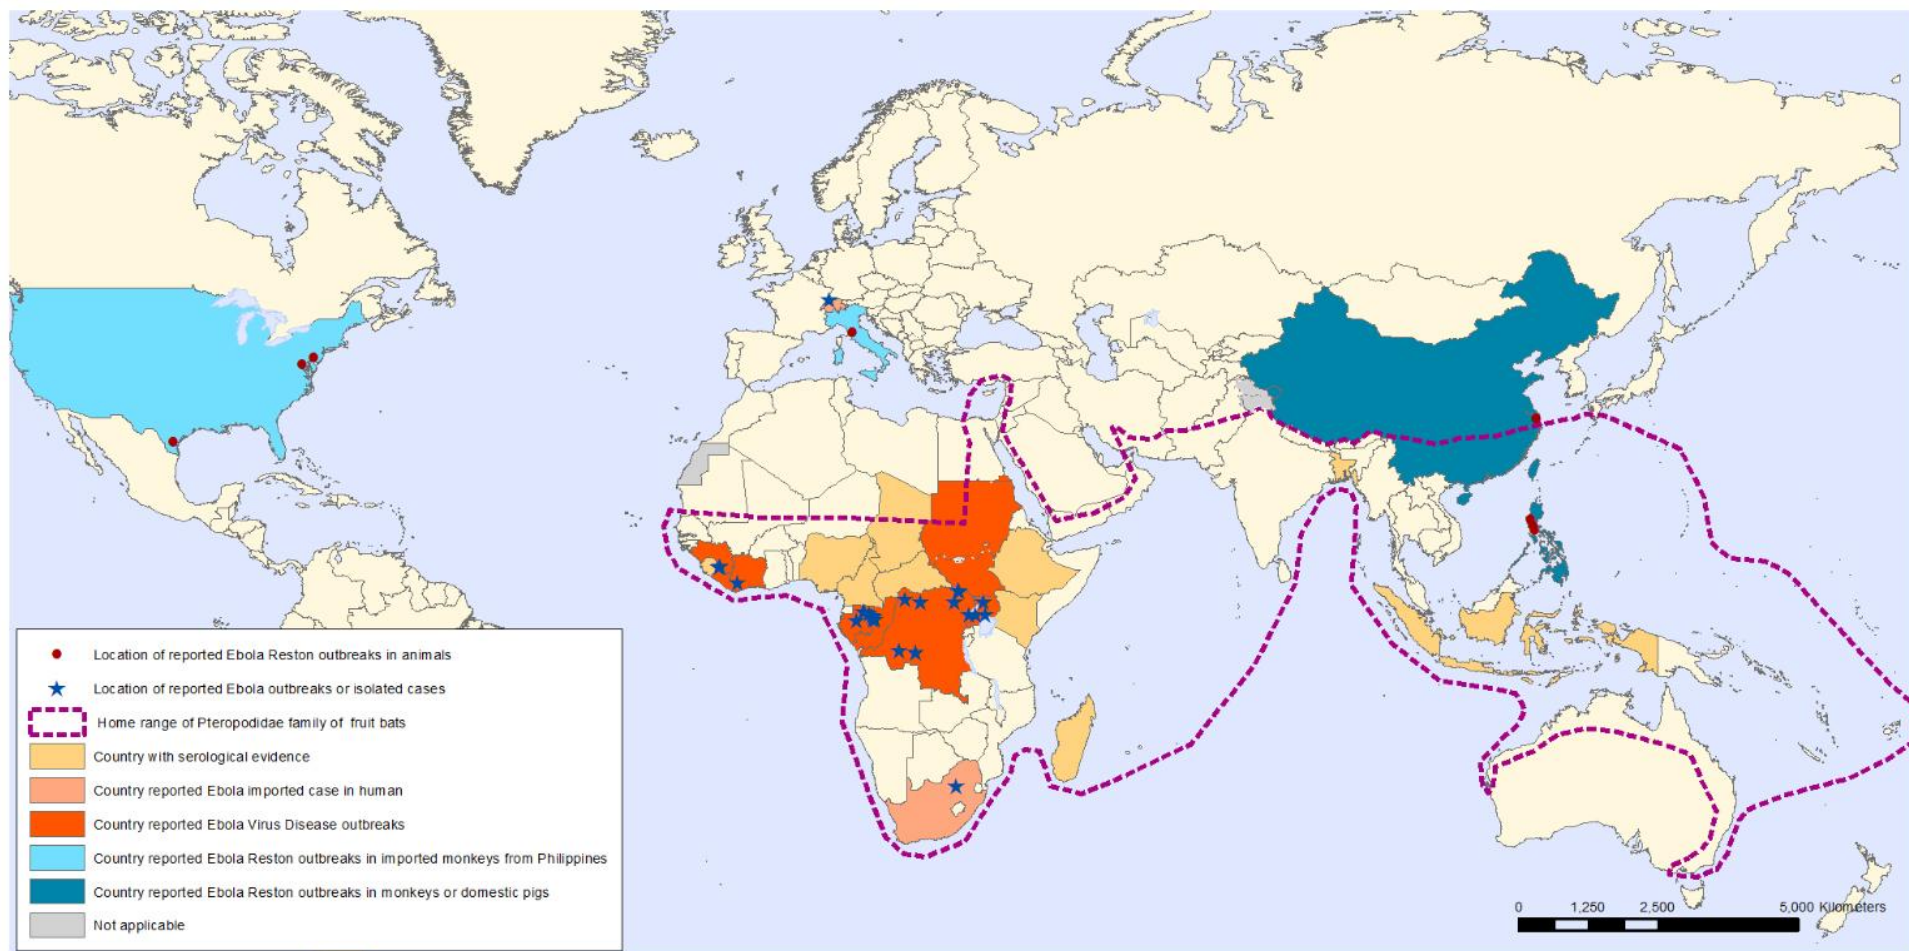 Location of reported Ebola Reston outbreaks in animals
Location of reported Ebola outbreaks or isolated cases
Home range of Pteropodidae family of fruit bats
Country with serological evidence
Country reported Ebola imported case in human
Country reported Ebola Virus Disease outbreaks
Country reported Ebola Reston outbreaks in imported monkeys from Philippines
Country reported Ebola Reston outbreaks in monkeys or domestic pigs
Not applicable
0 1,250 2,500 5,000 Kilometers